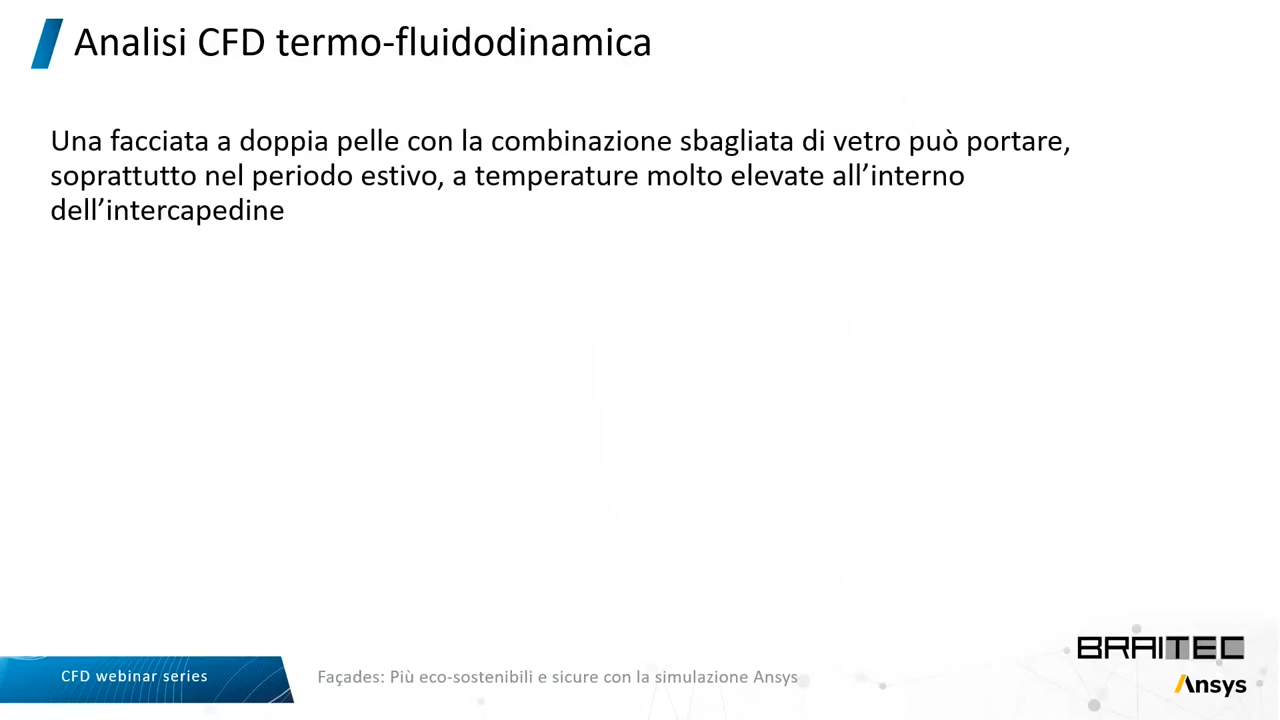 Analisi CFD termo-fluidodinamica
Una facciata a doppia pelle con la combinazione sbagliata di vetro può portare,
soprattutto nel periodo estivo, a temperature molto elevate all’interno
dell’intercapedine
BRAITEC
CFD webinar series
Façades: Più eco-sostenibili e sicure con la simulazione Ansys
Ansys